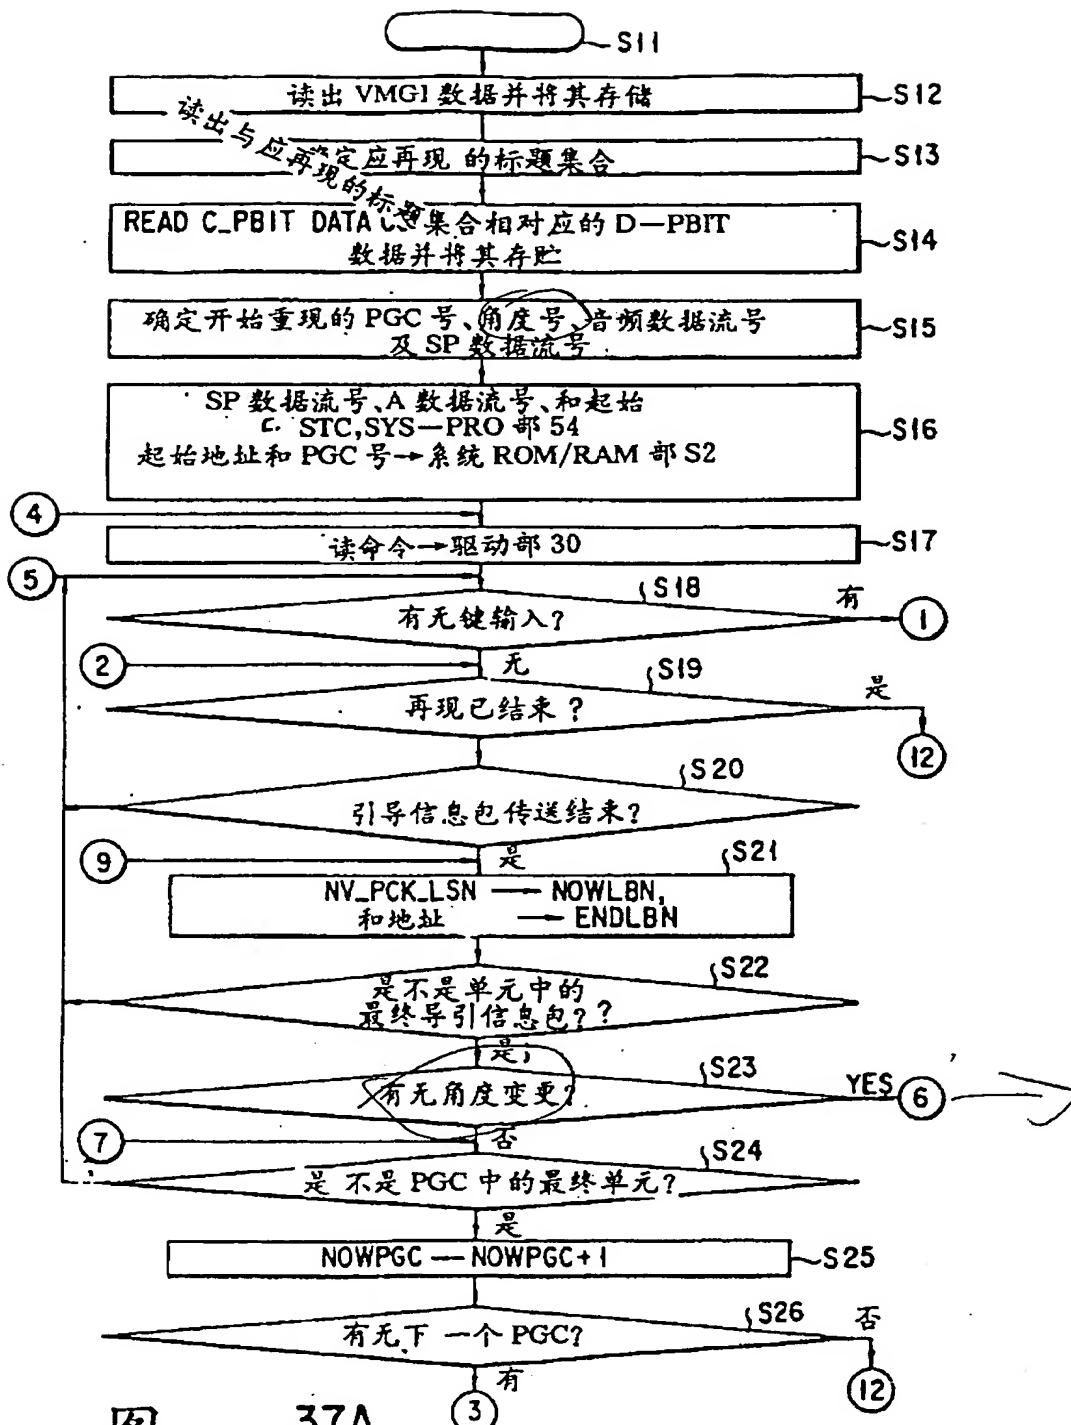 S11
读出 VMGI 数据并将其存储
S12
读出与应再现的标题
定应再现 的标题集合
S13
READ C_PBIT DATA
集合相对应的 D—PBIT
数据并将其存贮
S14
确定开始重现的 PGC 号、角度号、音频数据流号
及 SP 数据流号
S15
SP 数据流号、A 数据流号、和起始
STC,SYS—PRO 部 54
起始地址和 PGC 号→系统 ROM/RAM 部 S2
S16
4
读命令→驱动部 30
S17
5
S18
有无键输入?
有
1
2
无
S19
再现已结束 ?
是
12
S20
引导信息包传送结束?
9
是
S21
NV_PCK_LSN → NOWLBN,
和地址 → ENDLBN
S22
是不是单元中的
最终导引信息包??
是;
S23
有无角度变更?
YES
6
7
否
S24
是 不是 PGC 中的最终单元?
是
NOWPGC — NOWPGC+1
S25
S26
有无下 一个 PGC?
否
12
有
3
图 37A